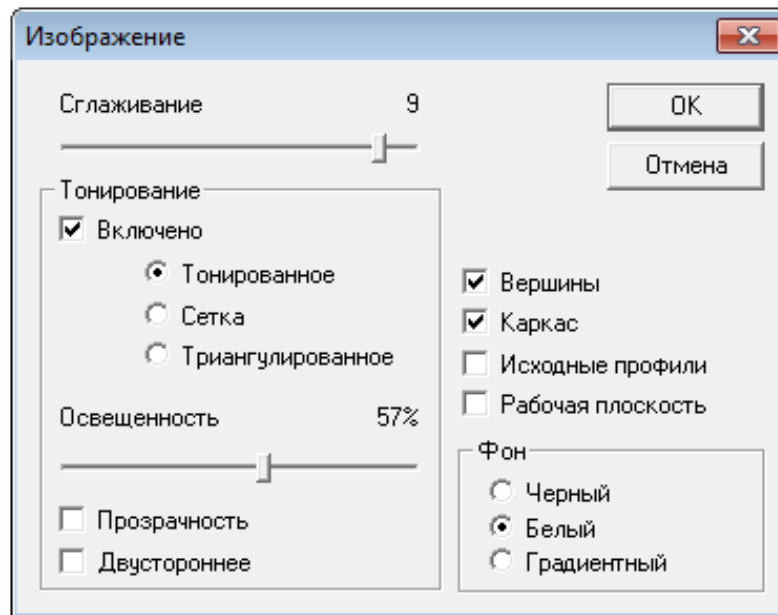 Изображение
Сглаживание 9
OK
Отмена
Тонирование
Включено
Тонированное
Сетка
Триангулированное
Освещенность 57%
Прозрачность
Двустороннее
Вершины
Каркас
Исходные профили
Рабочая плоскость
Фон
Черный
Белый
Градиентный